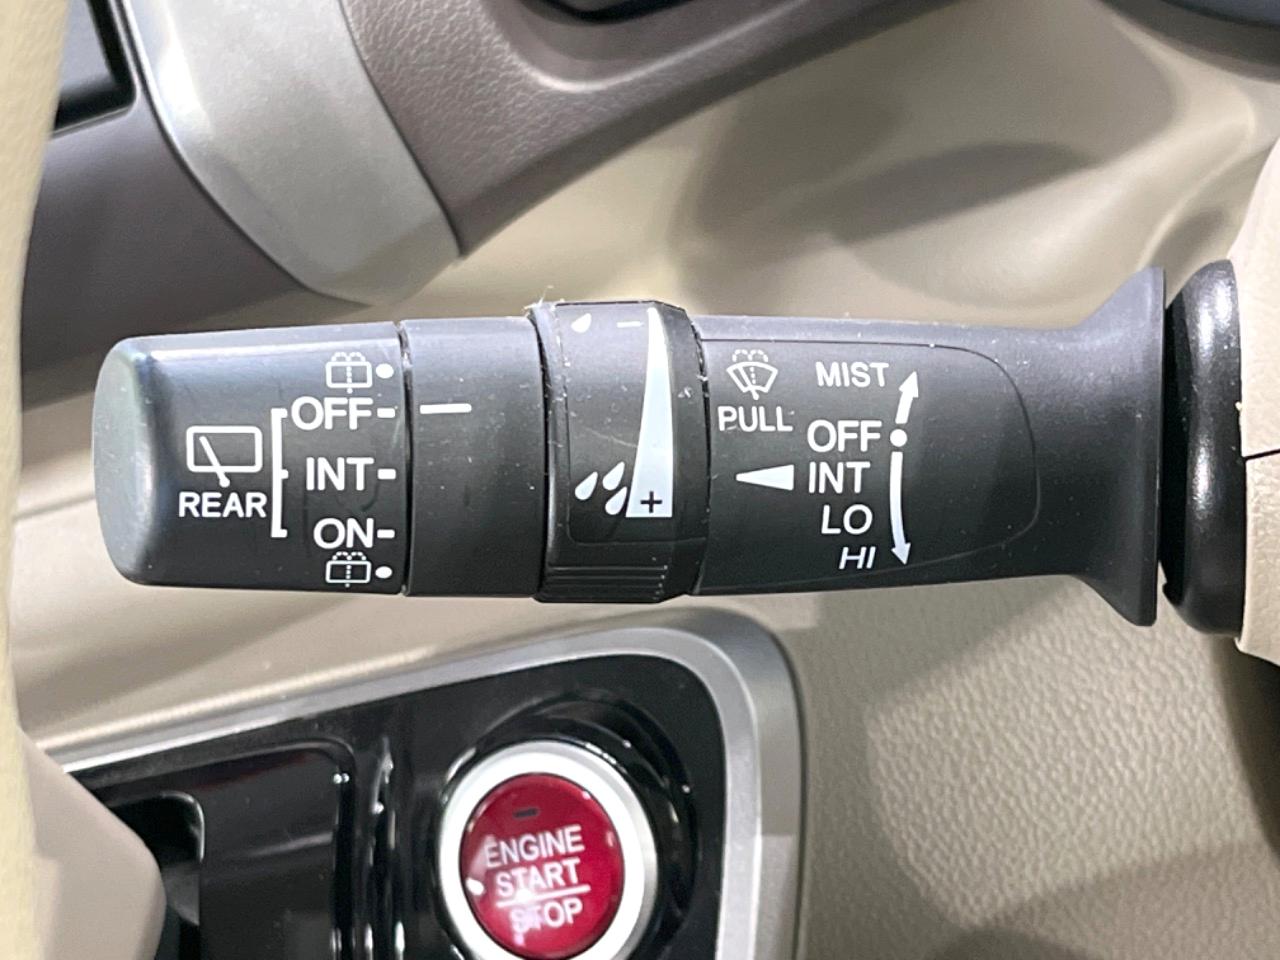 OFF
INT
ON
REAR
−
+
PULL
MIST
OFF
INT
LO
HI
ENGINE
START
STOP